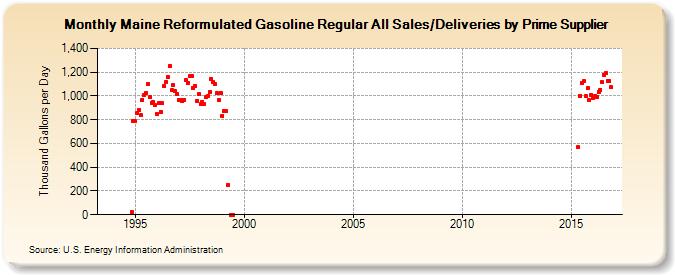 Monthly Maine Reformulated Gasoline Regular All Sales/Deliveries by Prime Supplier
Thousand Gallons per Day
1,400
1,200
1,000
800
600
400
200
0
1995 2000 2005 2010 2015
Source: U.S. Energy Information Administration